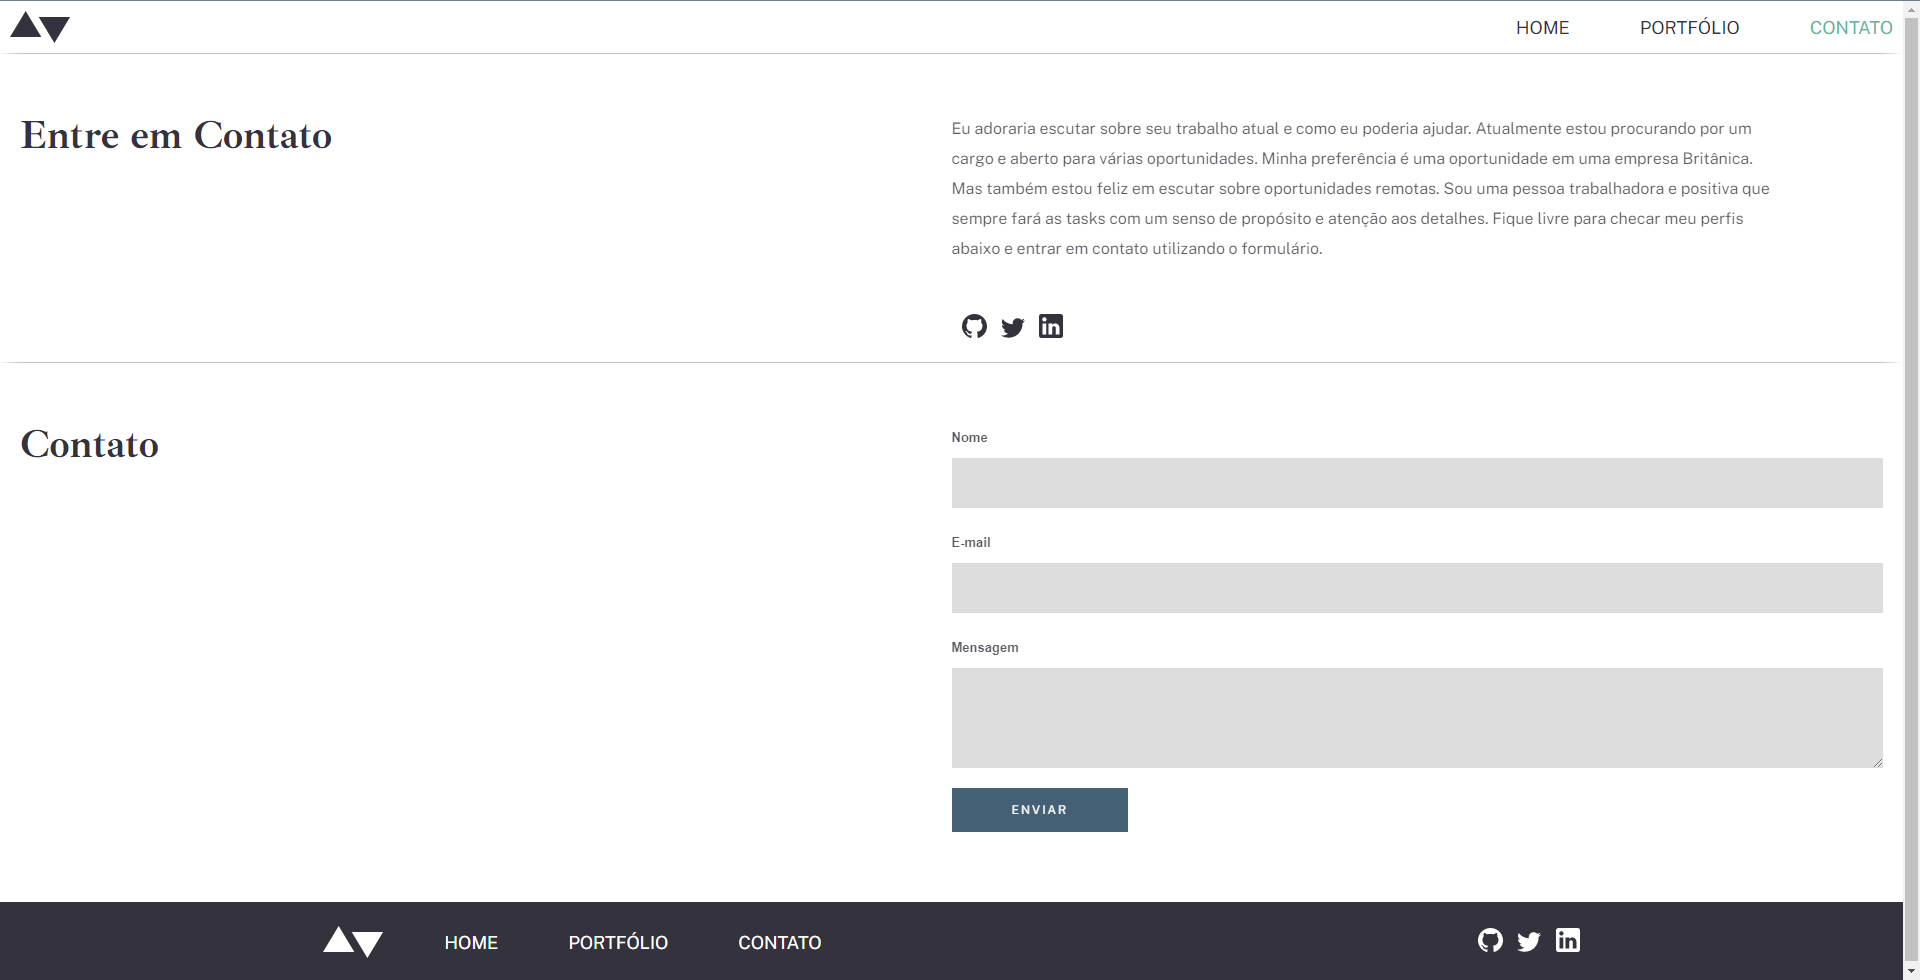 HOME PORTFÓLIO CONTATO
Entre em Contato
Eu adoraria escutar sobre seu trabalho atual e como eu poderia ajudar. Atualmente estou procurando por um
cargo e aberto para várias oportunidades. Minha preferência é uma oportunidade em uma empresa Britânica.
Mas também estou feliz em escutar sobre oportunidades remotas. Sou uma pessoa trabalhadora e positiva que
sempre fará as tasks com um senso de propósito e atenção aos detalhes. Fique livre para checar meu perfis
abaixo e entrar em contato utilizando o formulário.
Contato
Nome
E-mail
Mensagem
ENVIAR
HOME PORTFÓLIO CONTATO